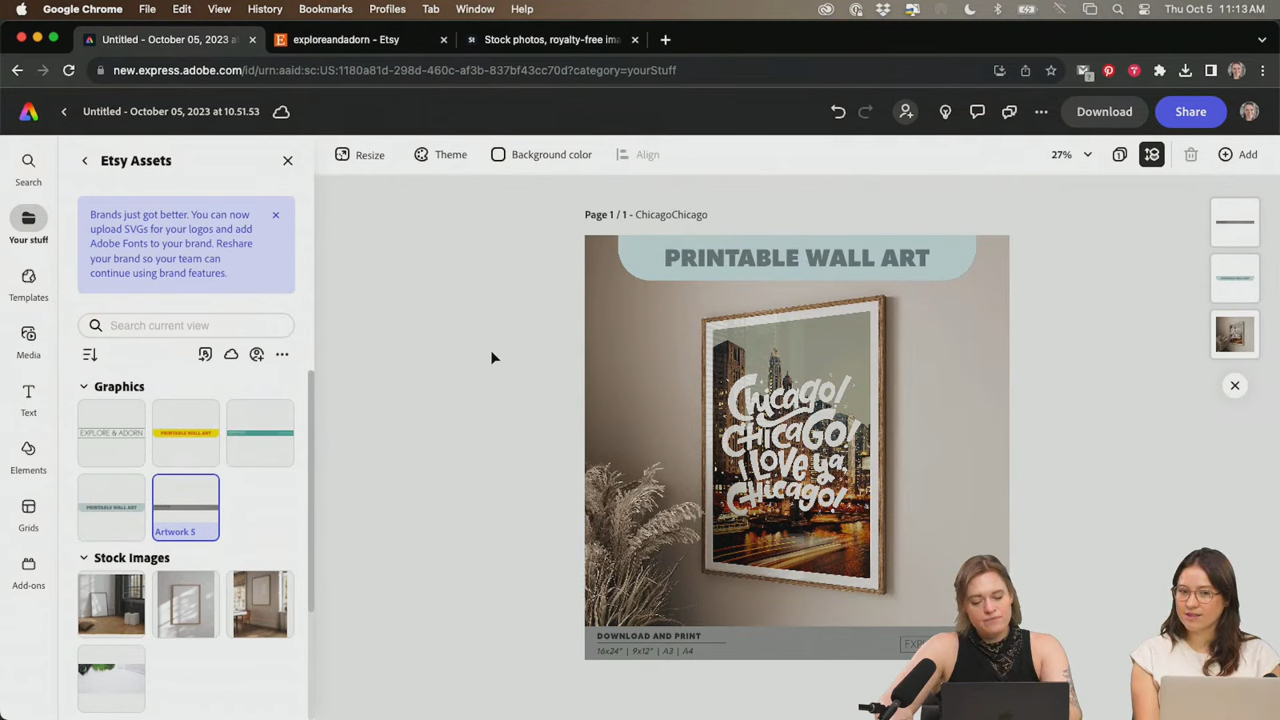 Google Chrome File Edit View History Bookmarks Profiles Tab Window Help Thu Oct 5 11:13 AM
Untitled - October 05, 2023 a
exploreandadorn - Etsy
Stock photos, royalty-free im
new.express.adobe.com/id/urn:aaid:sc:US:1180a81d-298d-460c-af3b-837bf43cc70d?category=yourStuff
Untitled - October 05, 2023 at 10.51.53
Download
Share
Search
Your stuff
Templates
Media
Text
Elements
Grids
Add-ons
Etsy Assets
Brands just got better. You can now
upload SVGs for your logos and add
Adobe Fonts to your brand. Reshare
your brand so your team can
continue using brand features.
Search current view
Graphics
EXPLORE & ADORN
PRINTABLE WALL ART
PRINTABLE WALL ART
Artwork S
Stock Images
Resize
Theme
Background color
Align
27%
Add
Page 1 / 1 - ChicagoChicago
PRINTABLE WALL ART
Chicago!
Chicago!
I Love ya,
Chicago!
DOWNLOAD AND PRINT
16x24" | 9x12" | A3 | A4